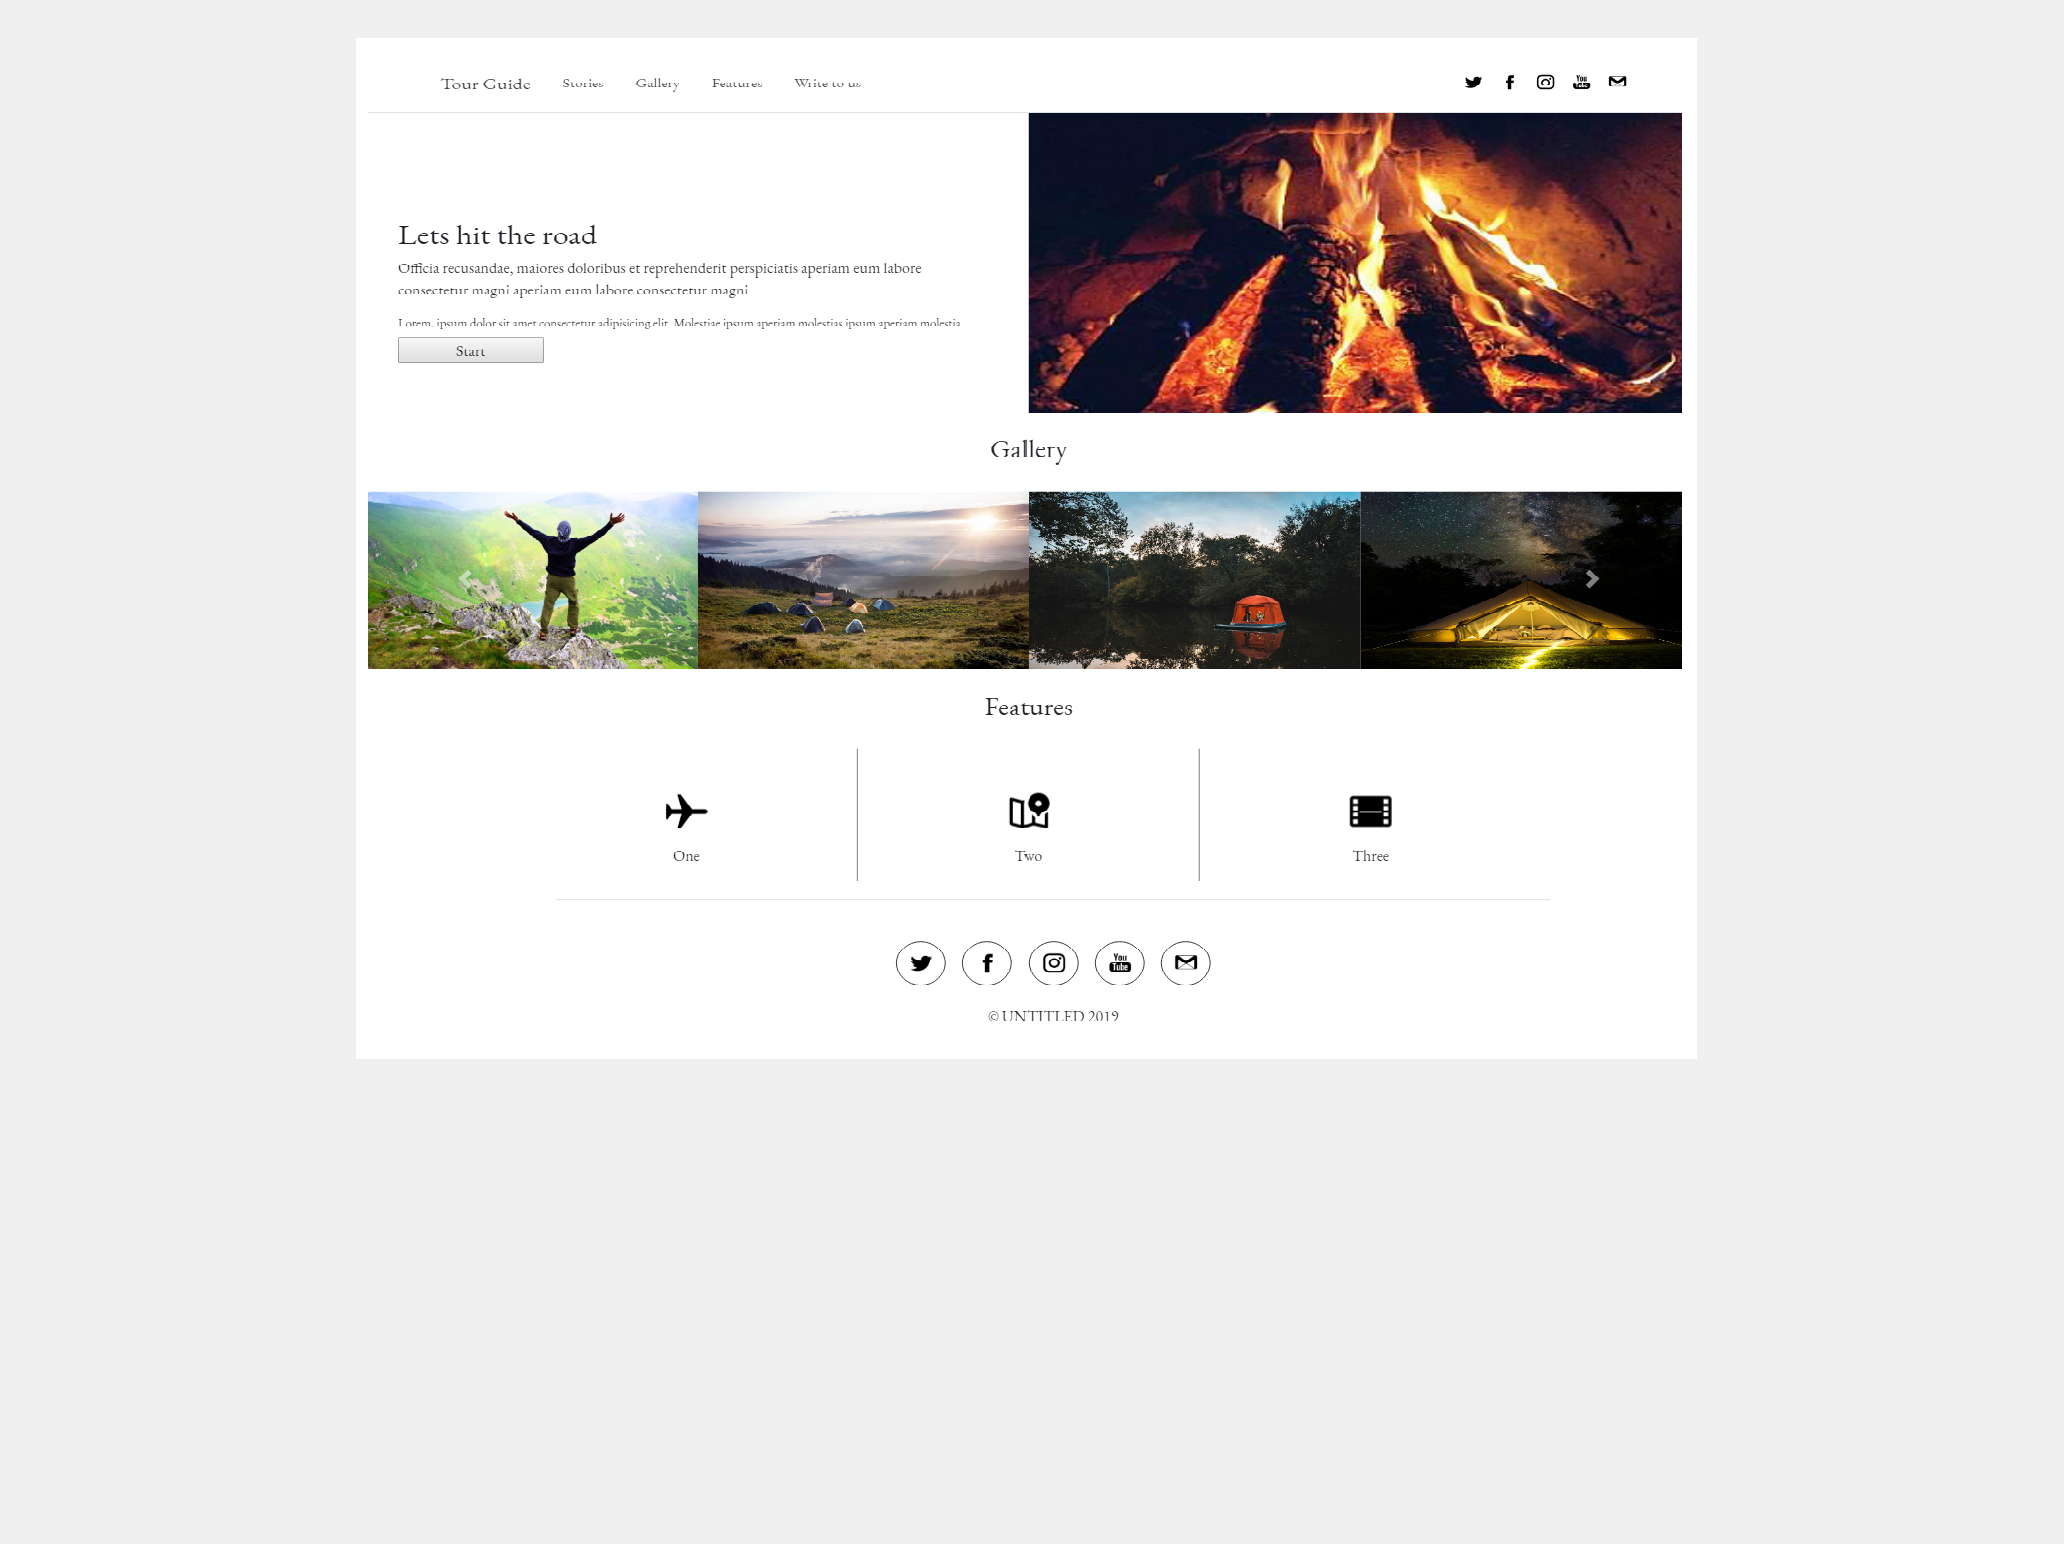 Tour Guide Stories Gallery Features Write to us
Lets hit the road
Officia recusandae, maiores doloribus et reprehenderit perspiciatis aperiam eum labore
consectetur magni aperiam eum labore consectetur magni
Lorem, ipsum dolor sit amet consectetur adipisicing elit. Molestiae ipsum aperiam molestias ipsum aperiam molestia
Start
Gallery
Features
One
Two
Three
You Tube
© UNTITLED 2019